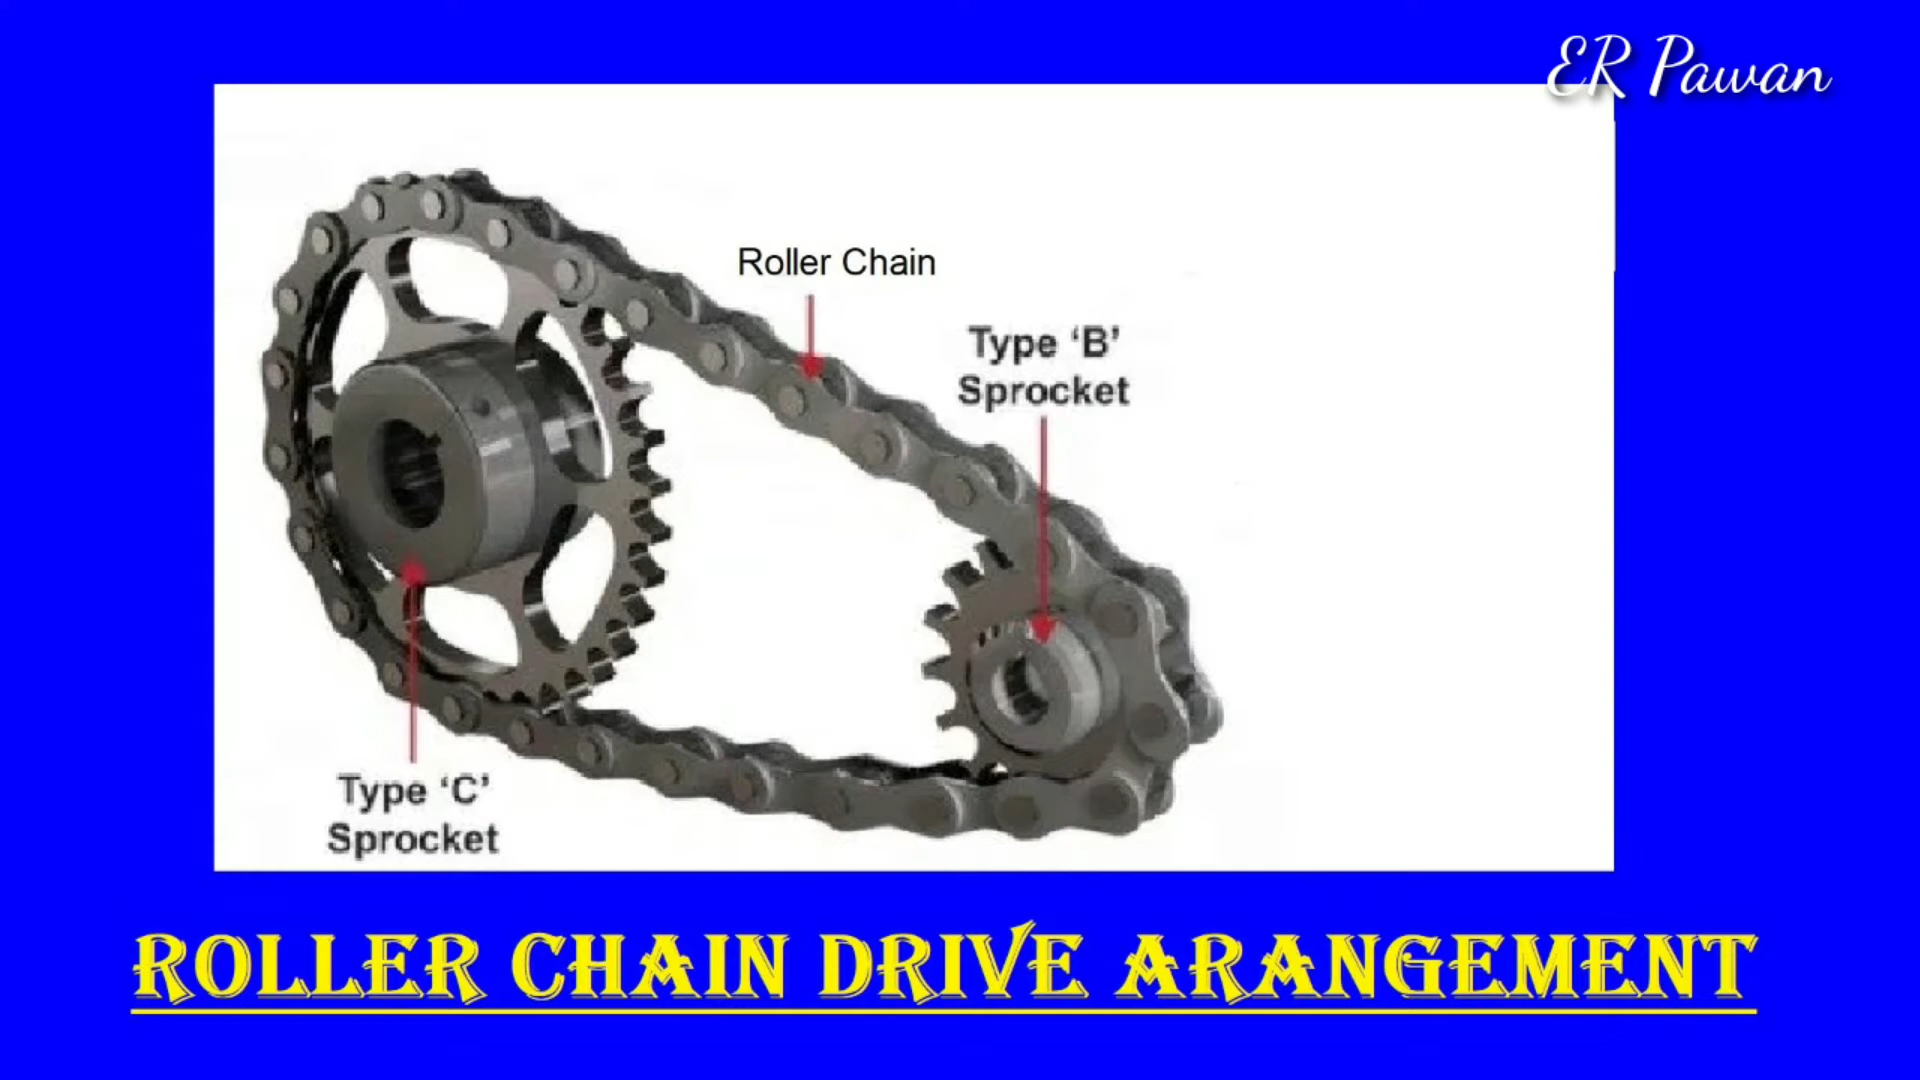 ER Pawan
Roller Chain
Type ‘B’
Sprocket
Type ‘C’
Sprocket
ROLLER CHAIN DRIVE ARANGEMENT